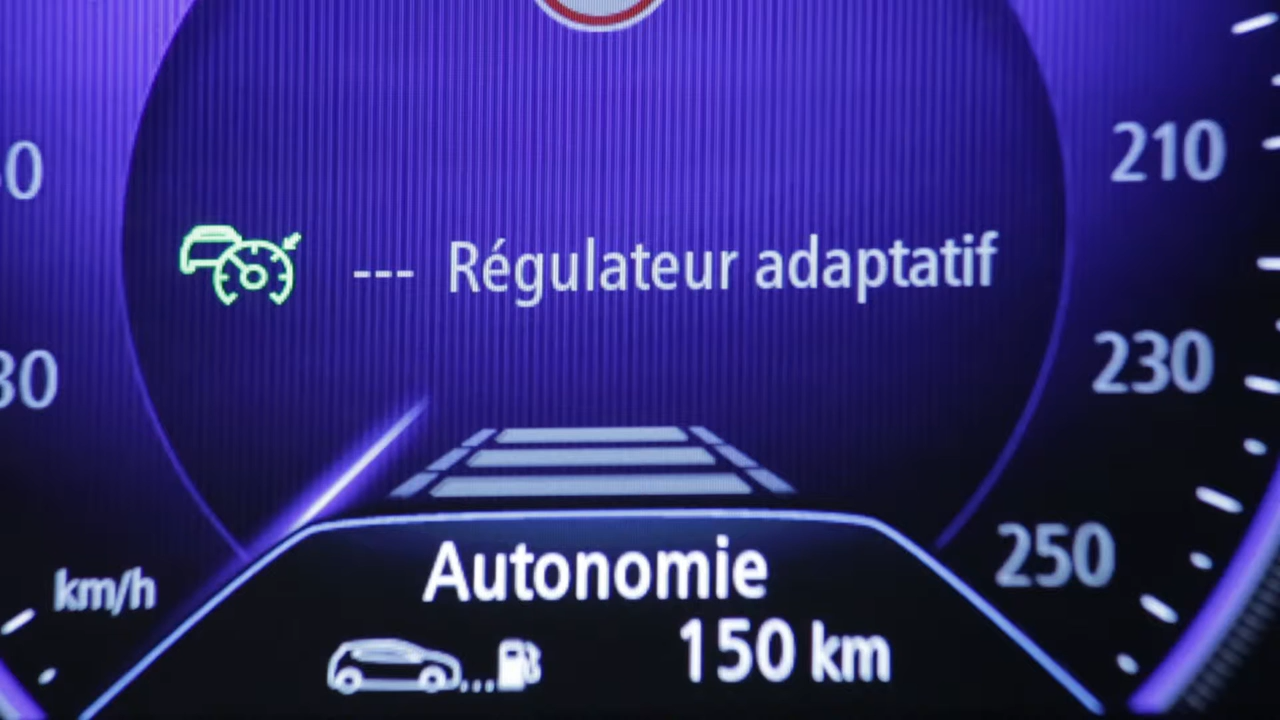 210
--- Régulateur adaptatif
230
250
km/h
Autonomie
150 km